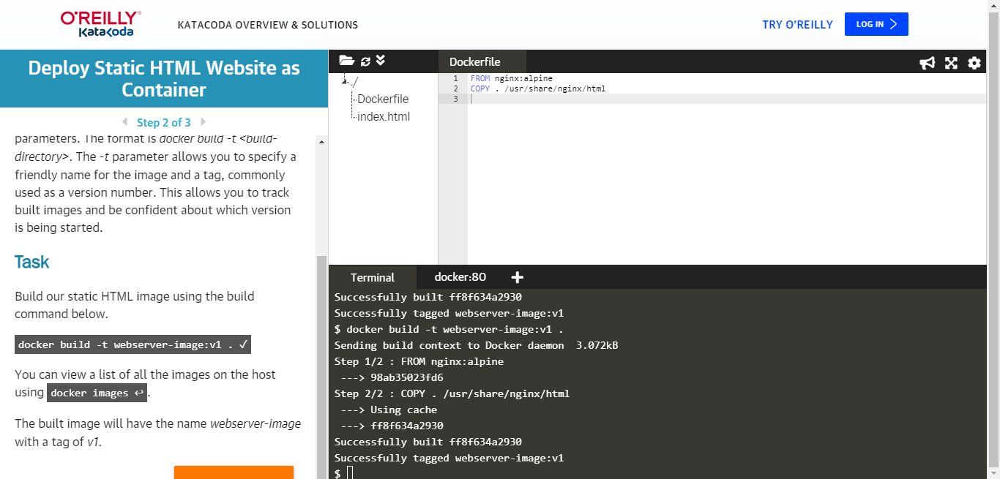 O'REILLY®
Katacoda
KATACODA OVERVIEW & SOLUTIONS
TRY O'REILLY
LOG IN
Deploy Static HTML Website as
Container
Step 2 of 3
parameters. The format is docker build -t <build-
directory>. The -t parameter allows you to specify a
friendly name for the image and a tag, commonly
used as a version number. This allows you to track
built images and be confident about which version
is being started.
Task
Build our static HTML image using the build
command below.
docker build -t webserver-image:v1 . ✓
You can view a list of all the images on the host
using docker images ↩.
The built image will have the name webserver-image
with a tag of v1.
./
Dockerfile
index.html
Dockerfile
1 FROM nginx:alpine
2 COPY . /usr/share/nginx/html
3
Terminal
docker:80
Successfully built ff8f634a2930
Successfully tagged webserver-image:v1
$ docker build -t webserver-image:v1 .
Sending build context to Docker daemon  3.072kB
Step 1/2 : FROM nginx:alpine
 ---> 98ab35023fd6
Step 2/2 : COPY . /usr/share/nginx/html
 ---> Using cache
 ---> ff8f634a2930
Successfully built ff8f634a2930
Successfully tagged webserver-image:v1
$